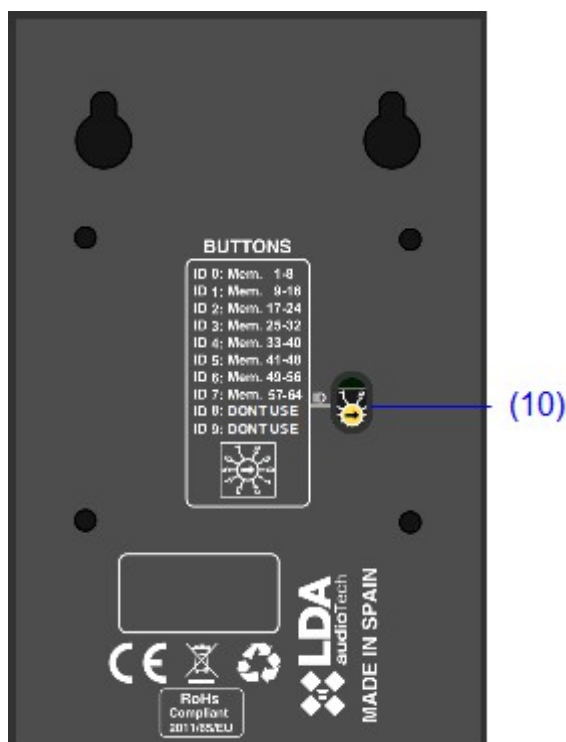 BUTTONS
ID 0: Mem. 1-8
ID 1: Mem. 9-16
ID 2: Mem. 17-24
ID 3: Mem. 25-32
ID 4: Mem. 33-40
ID 5: Mem. 41-48
ID 6: Mem. 49-56
ID 7: Mem. 57-64
ID 8: DONT USE
ID 9: DONT USE
ID
(10)
CE
RoHs
Compliant
2011/65/EU
LDA
audioTech
MADE IN SPAIN